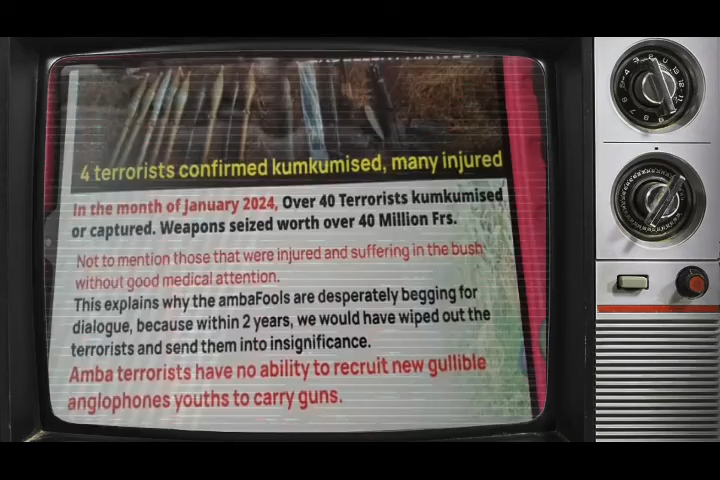 4 terrorists confirmed kumkumised, many injured
In the month of January 2024, Over 40 Terrorists kumkumised
or captured. Weapons seized worth over 40 Million Frs.
Not to mention those that were injured and suffering in the bush
without good medical attention.
This explains why the ambaFools are desperately begging for
dialogue, because within 2 years, we would have wiped out the
terrorists and send them into insignificance.
Amba terrorists have no ability to recruit new gullible
anglophones youths to carry guns.